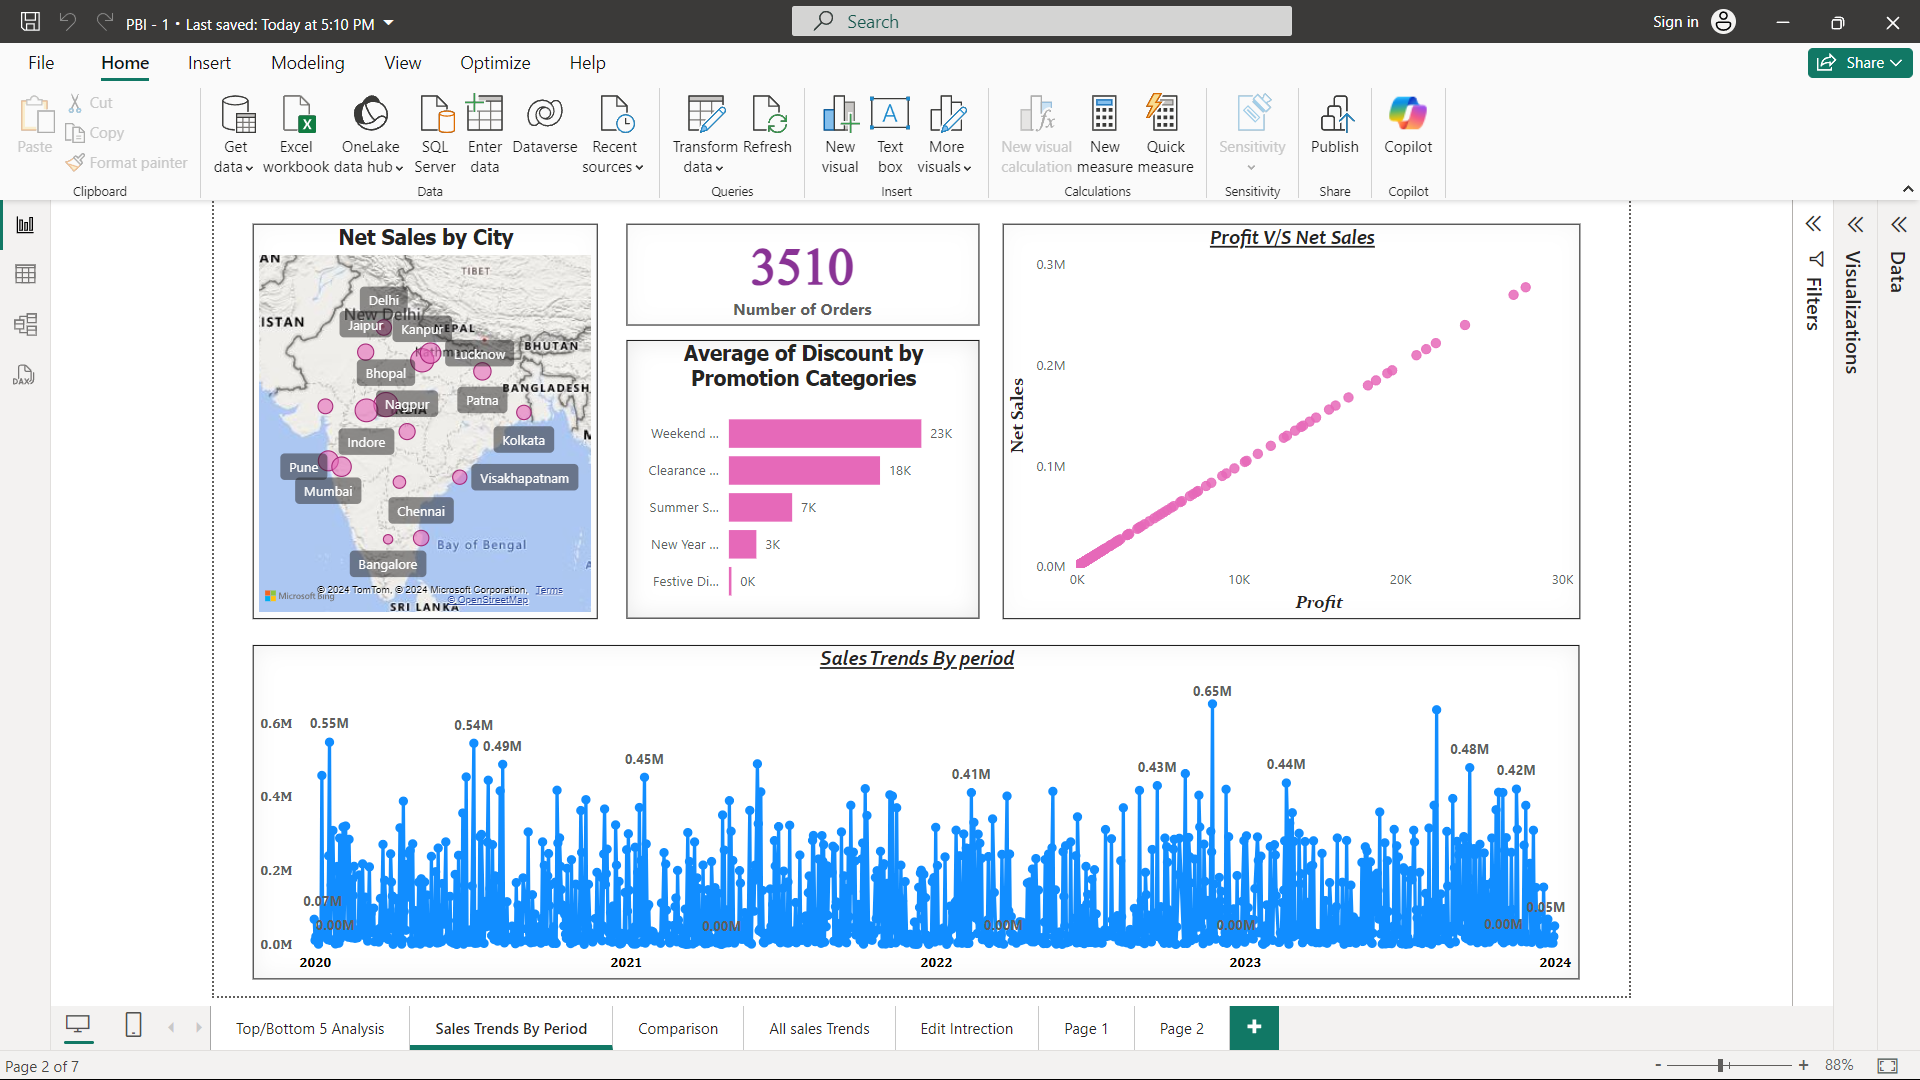 PBI - 1 • Last saved: Today at 5:10 PM
Search
Sign in
File Home Insert Modeling View Optimize Help
Share
Paste
Cut
Copy
Format painter
Clipboard
Get data
Excel workbook
OneLake data hub
SQL Server
Enter data
Dataverse
Recent sources
Data
Transform data
Refresh
Queries
New visual
Text box
More visuals
Insert
New visual calculation
New measure
Quick measure
Calculations
Sensitivity
Sensitivity
Publish
Share
Copilot
Copilot
DAX
Net Sales by City
AN
TIBET
Delhi
New Delhi
ISTAN
Jaipur
Kanpur
NEPAL
Lucknow
BHUTAN
Bhopal
BANGLADESH
Nagpur
Patna
Indore
Kolkata
Pune
Visakhapatnam
Mumbai
Chennai
Bay of Bengal
Bangalore
© 2024 TomTom, © 2024 Microsoft Corporation, Terms
Microsoft Bing
© OpenStreetMap
SRI LANKA
3510
Number of Orders
Average of Discount by
Promotion Categories
Weekend ... 23K
Clearance ... 18K
Summer S... 7K
New Year ... 3K
Festive Di... 0K
Profit V/S Net Sales
Net Sales
0.3M
0.2M
0.1M
0.0M
0K 10K 20K 30K
Profit
Filters
Visualizations
Data
Sales Trends By period
0.65M
0.6M 0.55M 0.54M
0.49M
0.45M
0.41M
0.43M
0.44M
0.48M
0.42M
0.4M
0.2M
0.07M
0.05M
0.00M 0.00M 0.00M 0.00M 0.00M
0.0M
2020 2021 2022 2023 2024
Top/Bottom 5 Analysis
Sales Trends By Period
Comparison
All sales Trends
Edit Intrection
Page 1
Page 2
+
Page 2 of 7
- + 88%